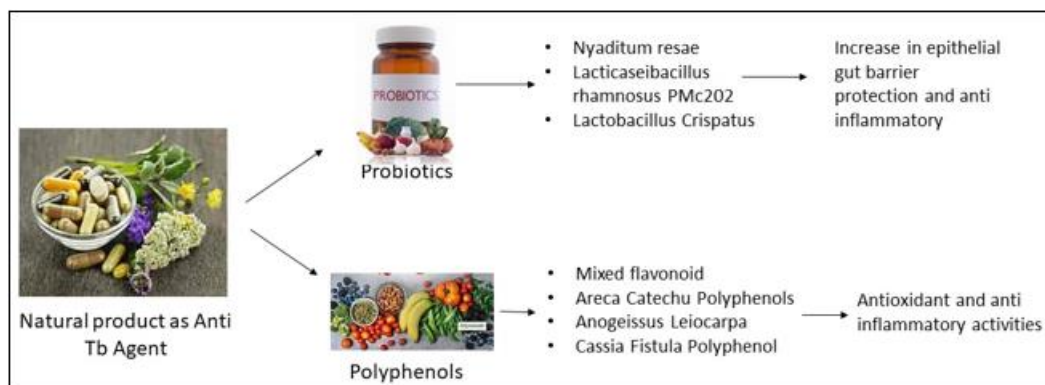 PROBIOTICS
Probiotics
• Nyaditum resae
• Lacticaseibacillus
rhamnosus PMc202
• Lactobacillus Crispatus
Increase in epithelial
gut barrier
protection and anti
inflammatory
Natural product as Anti
Tb Agent
Polyphenols
• Mixed flavonoid
• Areca Catechu Polyphenols
• Anogeissus Leiocarpa
• Cassia Fistula Polyphenol
Antioxidant and anti
inflammatory activities